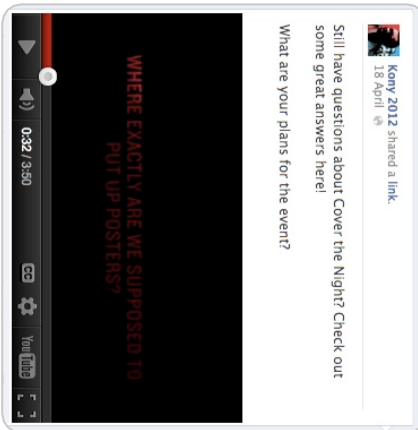 Kony 2012 shared a link.
18 April
Still have questions about Cover the Night? Check out
some great answers here!
What are your plans for the event?
WHERE EXACTLY ARE WE SUPPOSED TO
PUT UP POSTERS?
0:32 / 3:50
CC
You Tube